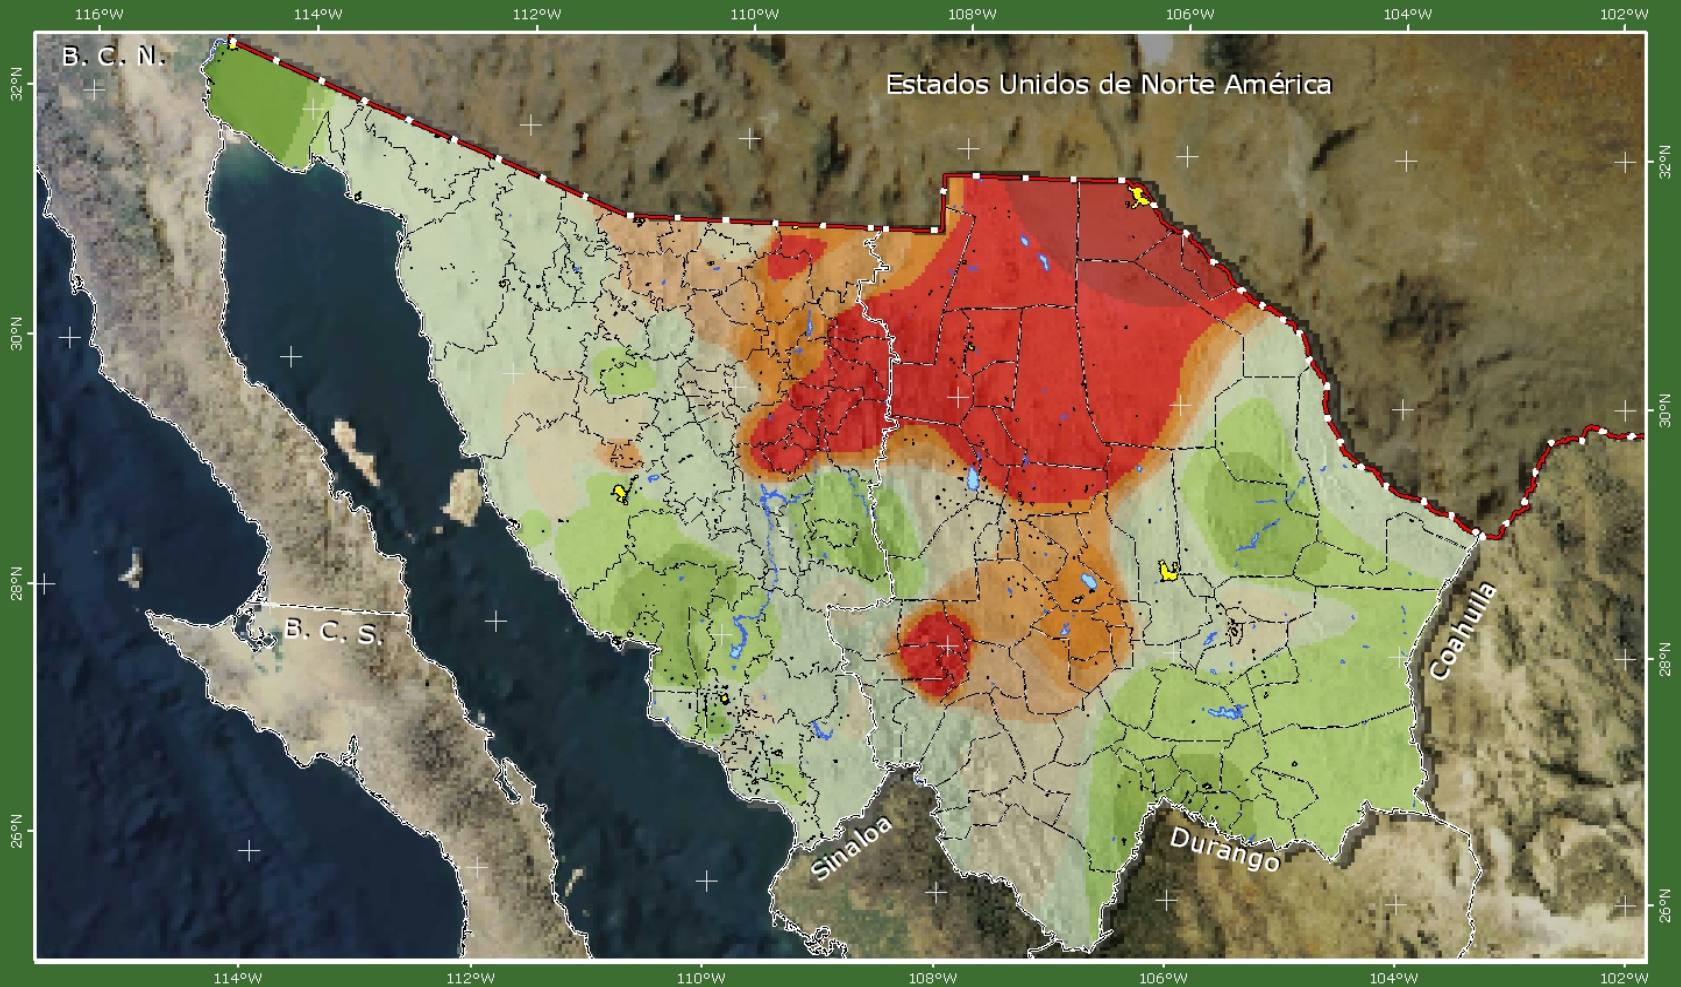 116°W 114°W 112°W 110°W 108°W 106°W 104°W 102°W
B. C. N.
Estados Unidos de Norte América
32°N
32°N
30°N
30°N
28°N
28°N
B. C. S.
Coahuila
26°N
Sinaloa
Durango
26°N
114°W 112°W 110°W 108°W 106°W 104°W 102°W